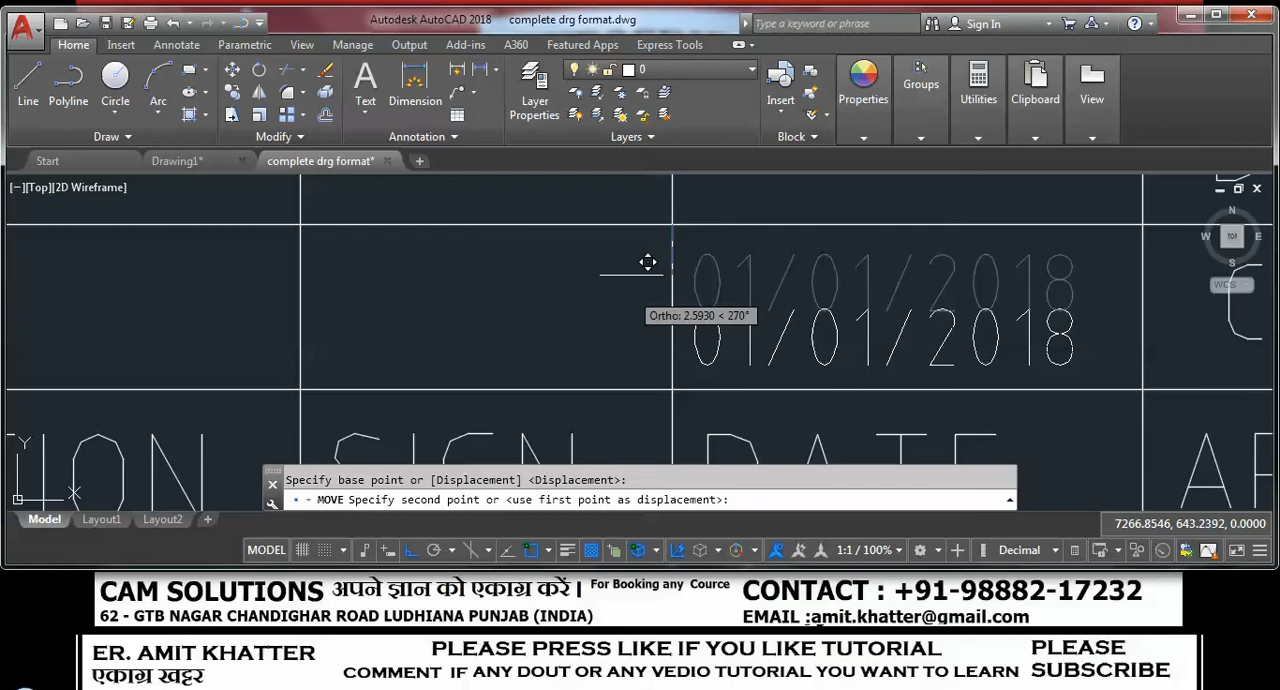 Autodesk AutoCAD 2018 complete drg format.dwg
Type a keyword or phrase
Sign In
Home Insert Annotate Parametric View Manage Output Add-ins A360 Featured Apps Express Tools
0
Line Polyline Circle Arc
Text Dimension
Layer Properties
Insert
Properties Groups Utilities Clipboard View
Draw Modify Annotation Layers Block
Start Drawing1* complete drg format*
[−][Top][2D Wireframe]
N
W TOP E
S
WCS
01/01/2018
Ortho: 2.5930 < 270°
01/01/2018
ION SIGN DATE
Y
X
Specify base point or [Displacement] <Displacement>:
MOVE Specify second point or <use first point as displacement>:
Model Layout1 Layout2
7266.8546, 643.2392, 0.0000
MODEL 1:1 / 100% Decimal
CAM SOLUTIONS अपने ज्ञान को एकाग्र करें । For Booking any Cource CONTACT : +91-98882-17232
62 - GTB NAGAR CHANDIGHAR ROAD LUDHIANA PUNJAB (INDIA) EMAIL :amit.khatter@gmail.com
ER. AMIT KHATTER PLEASE PRESS LIKE IF YOU LIKE TUTORIAL PLEASE
एकाग्र खट्टर COMMENT IF ANY DOUT OR ANY VEDIO TUTORIAL YOU WANT TO LEARN SUBSCRIBE